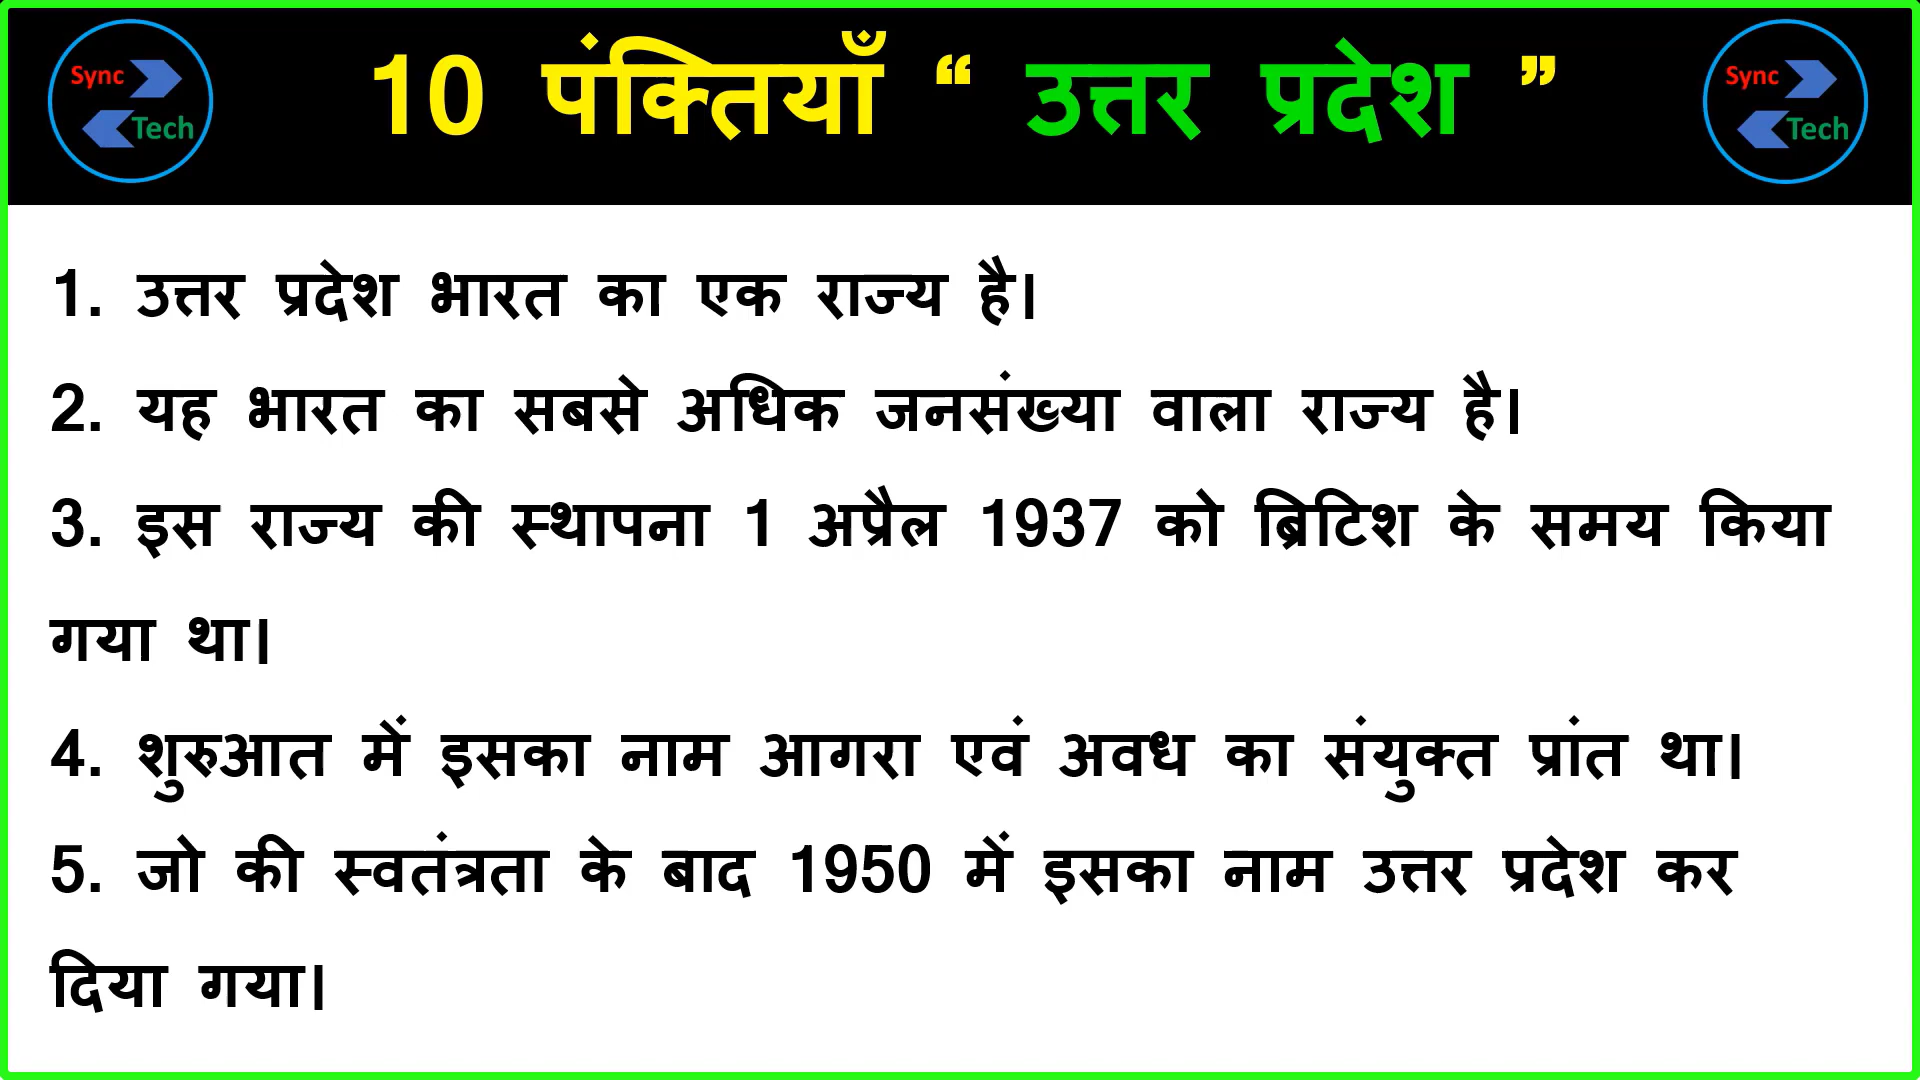 Sync
Tech
10 पंक्तियाँ “ उत्तर प्रदेश ”
Sync
Tech
1. उत्तर प्रदेश भारत का एक राज्य है।
2. यह भारत का सबसे अधिक जनसंख्या वाला राज्य है।
3. इस राज्य की स्थापना 1 अप्रैल 1937 को ब्रिटिश के समय किया
गया था।
4. शुरुआत में इसका नाम आगरा एवं अवध का संयुक्त प्रांत था।
5. जो की स्वतंत्रता के बाद 1950 में इसका नाम उत्तर प्रदेश कर
दिया गया।